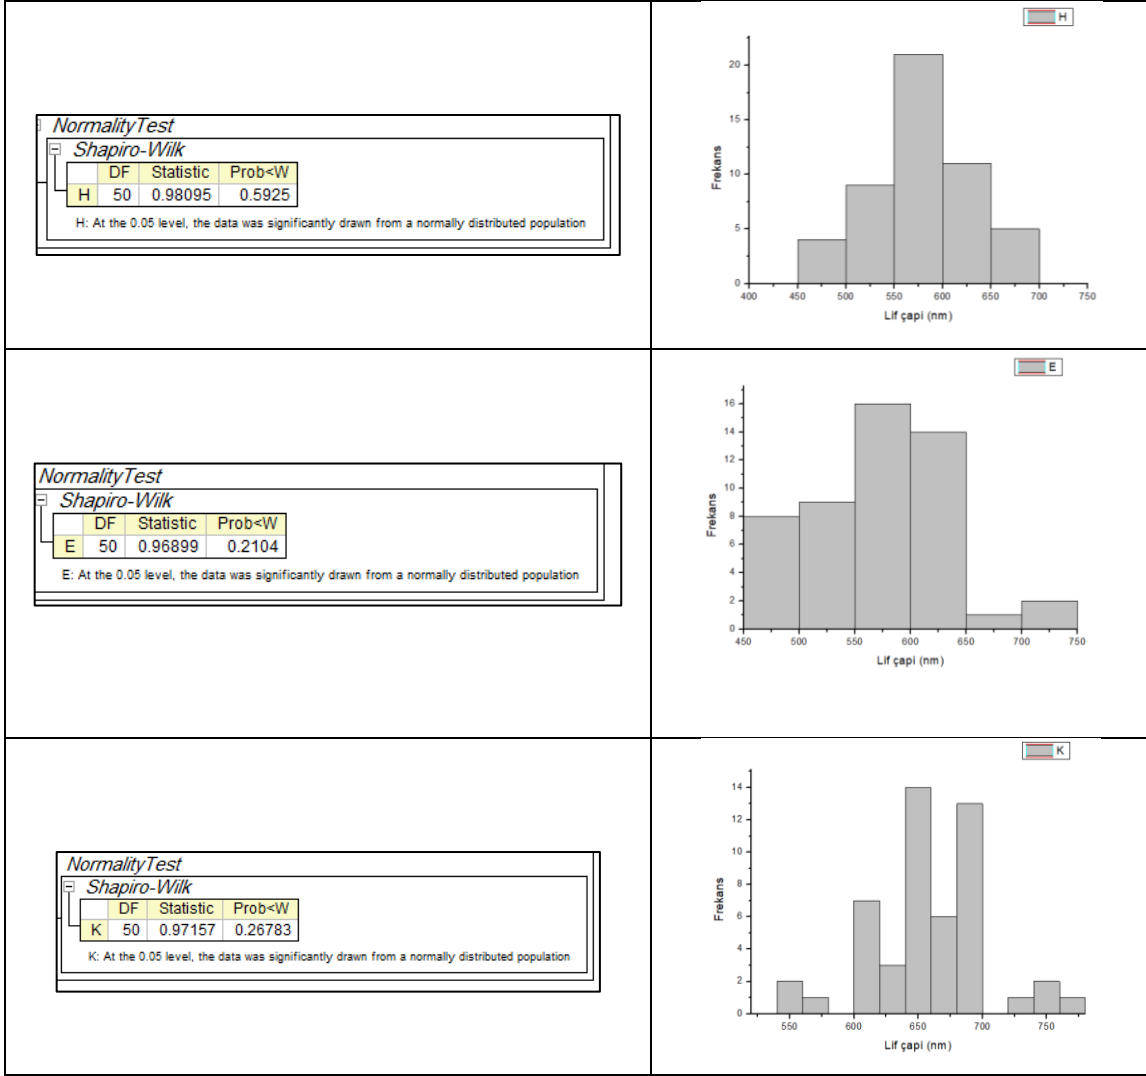 NormalityTest
Shapiro-Wilk
DF Statistic Prob<W
H 50 0.98095 0.5925
H: At the 0.05 level, the data was significantly drawn from a normally distributed population
H
20
15
10
5
0
Frekans
400 450 500 550 600 650 700 750
Lif çapi (nm)
NormalityTest
Shapiro-Wilk
DF Statistic Prob<W
E 50 0.96899 0.2104
E: At the 0.05 level, the data was significantly drawn from a normally distributed population
E
16
14
12
10
8
6
4
2
0
Frekans
450 500 550 600 650 700 750
Lif çapi (nm)
NormalityTest
Shapiro-Wilk
DF Statistic Prob<W
K 50 0.97157 0.26783
K: At the 0.05 level, the data was significantly drawn from a normally distributed population
K
14
12
10
8
6
4
2
0
Frekans
550 600 650 700 750
Lif çapi (nm)